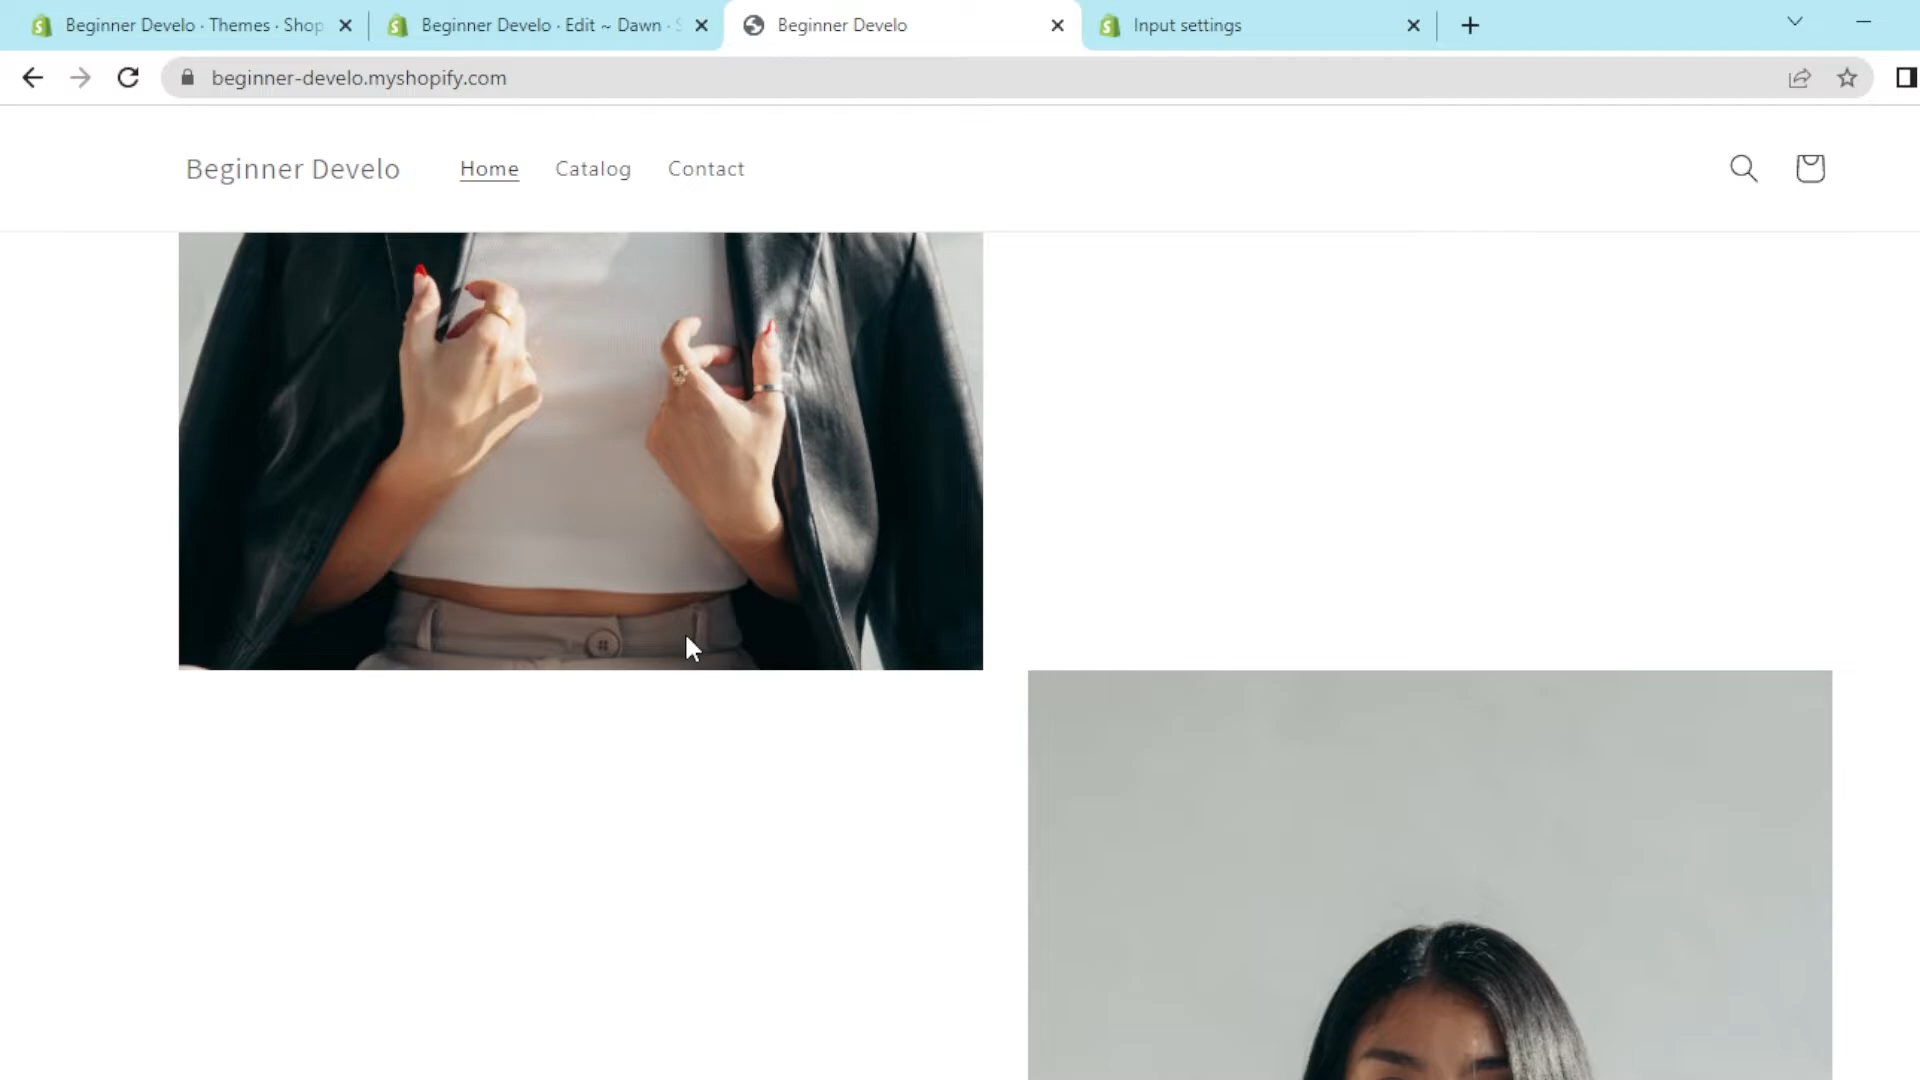 Beginner Develo · Themes · Shop
Beginner Develo · Edit ~ Dawn ·
Beginner Develo
Input settings
beginner-develo.myshopify.com
Beginner Develo
Home
Catalog
Contact